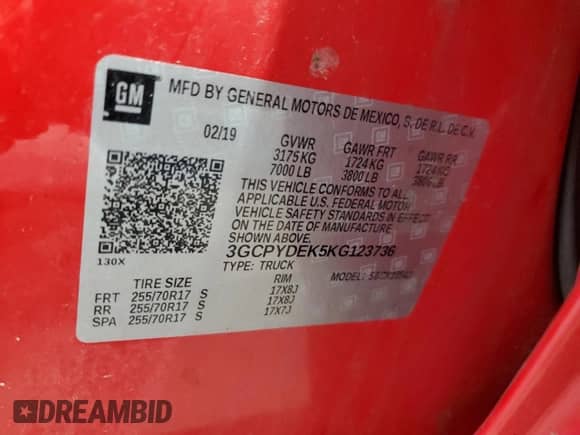 GM
MFD BY GENERAL MOTORS DE MEXICO, S. DE R.L. DE C.V.
02/19
GVWR GAWR FRT GAWR RR
3175 KG 1724 KG 1724 KG
7000 LB 3800 LB 3800 LB
THIS VEHICLE CONFORMS TO ALL
APPLICABLE U.S. FEDERAL MOTOR
VEHICLE SAFETY STANDARDS IN EFFECT
ON THE DATE OF MANUFACTURE
SHOWN ABOVE.
3GCPYDEK5KG123736
130X
TYPE: TRUCK MODEL:
TIRE SIZE RIM
FRT 255/70R17 S 17X8J
RR 255/70R17 S 17X8J
SPA 255/70R17 S 17X7J
DREAMBID